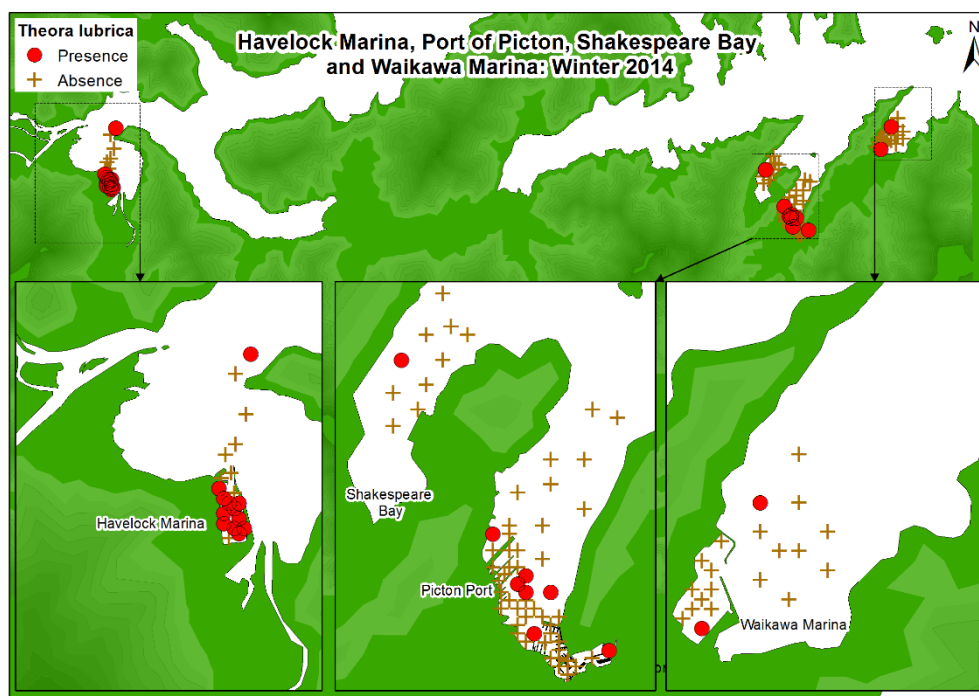 Theora lubrica
Presence
Absence
Havelock Marina, Port of Picton, Shakespeare Bay
and Waikawa Marina: Winter 2014
N
Havelock Marina
Shakespeare
Bay
Picton Port
Waikawa Marina